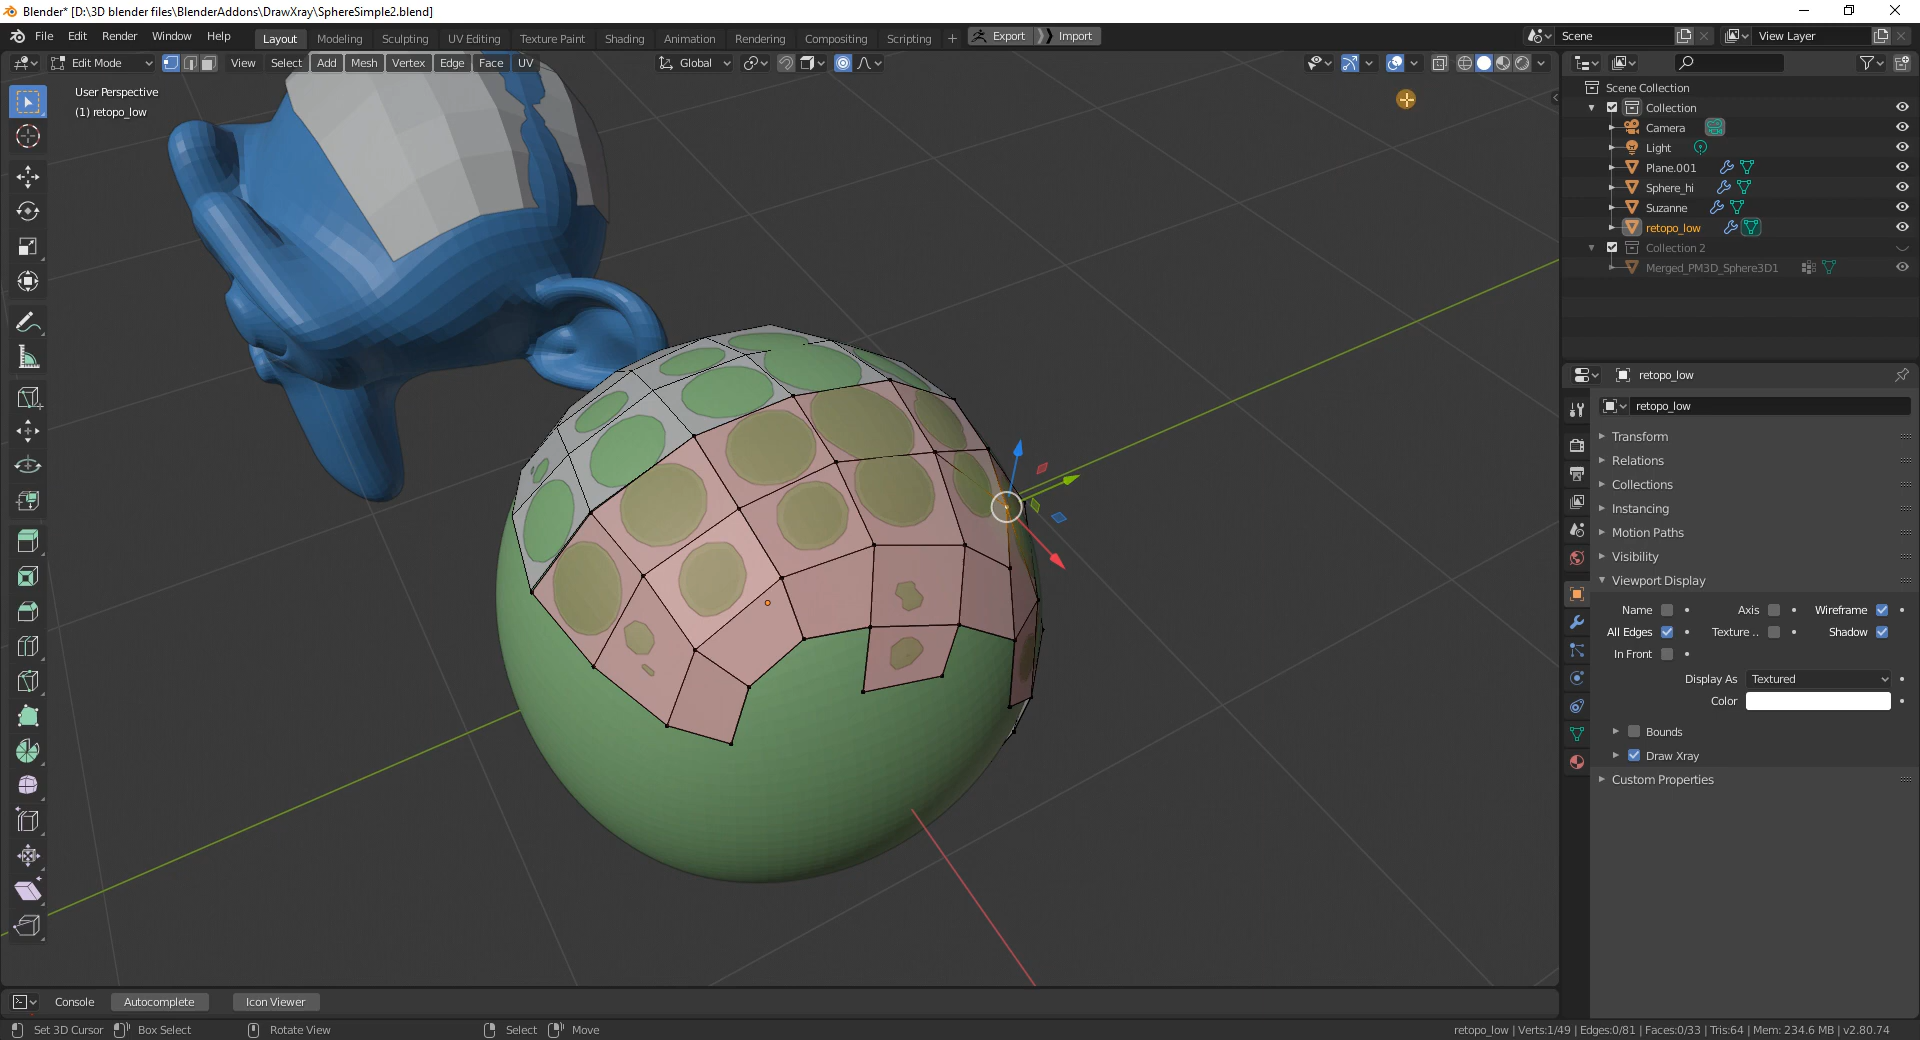 Blender* [D:\3D blender files\BlenderAddons\DrawXray\SphereSimple2.blend]
File Edit Render Window Help
Layout Modeling Sculpting UV Editing Texture Paint Shading Animation Rendering Compositing Scripting + Export Import
Scene
View Layer
Edit Mode View Select Add Mesh Vertex Edge Face UV
Global
User Perspective
(1) retopo_low
Scene Collection
Collection
Camera
Light
Plane.001
Sphere_hi
Suzanne
retopo_low
Collection 2
Merged_PM3D_Sphere3D1
retopo_low
retopo_low
Transform
Relations
Collections
Instancing
Motion Paths
Visibility
Viewport Display
Name Axis Wireframe
All Edges Texture .. Shadow
In Front
Display As Textured
Color
Bounds
Draw Xray
Custom Properties
Console Autocomplete Icon Viewer
Set 3D Cursor Box Select Rotate View Select Move
retopo_low | Verts:1/49 | Edges:0/81 | Faces:0/33 | Tris:64 | Mem: 234.6 MB | v2.80.74